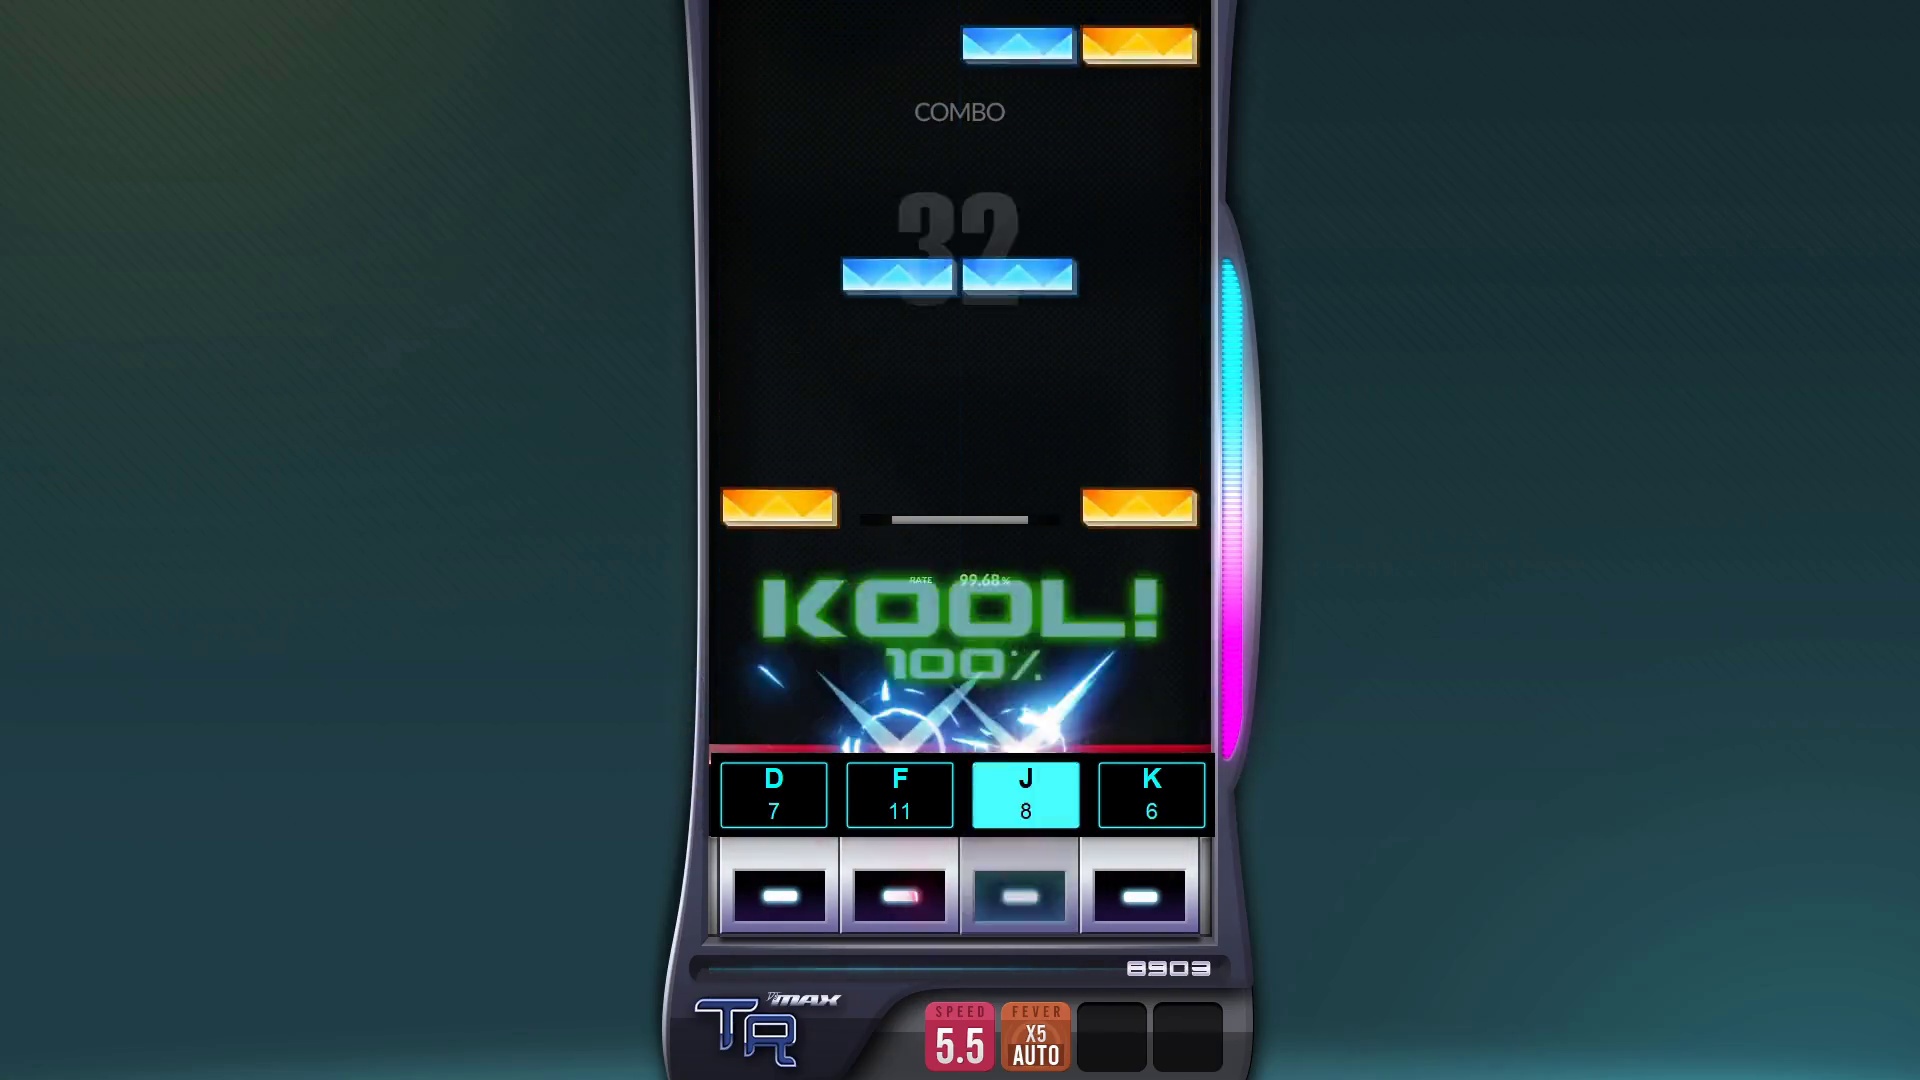 COMBO
32
RATE 99.68%
KOOL!
100%
D F J K
7 11 8 6
8903
MAX
TR
SPEED FEVER
5.5 X5
AUTO